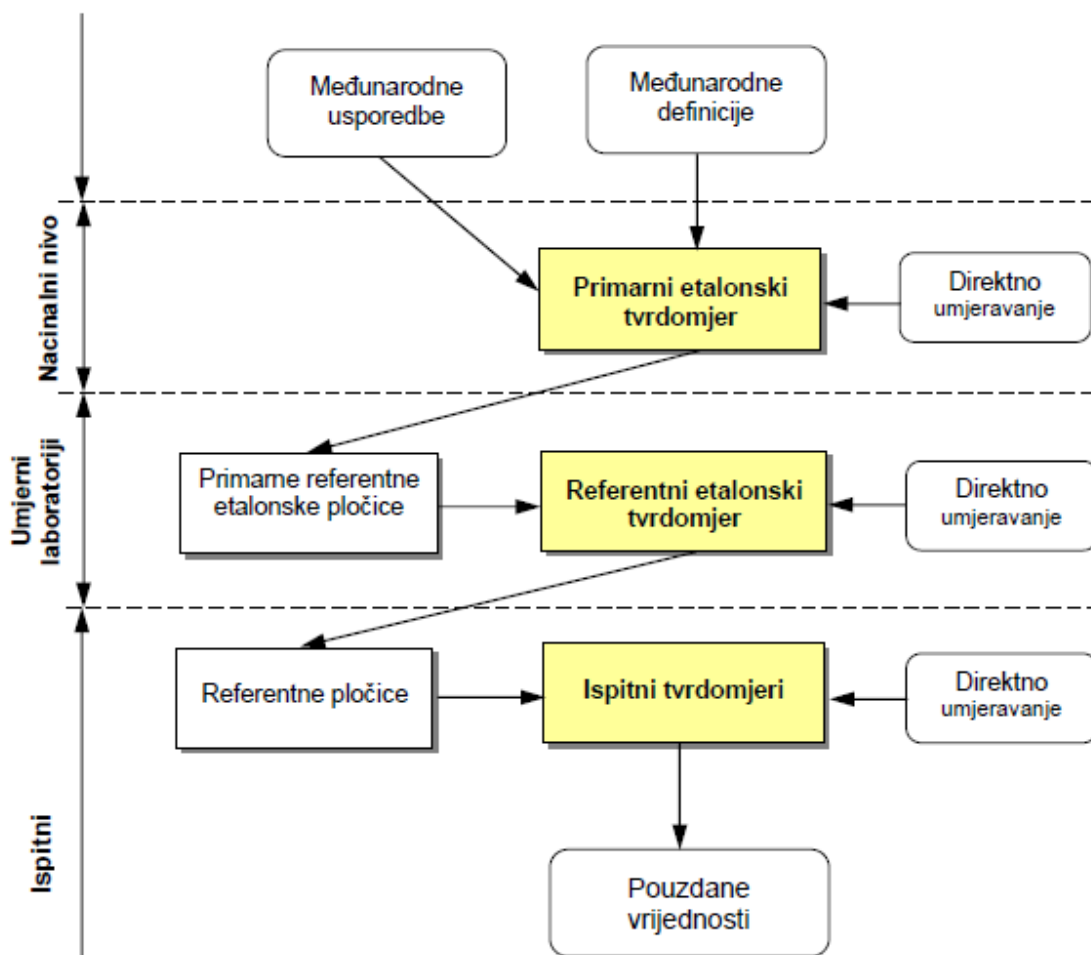 Međunarodne
usporedbe
Međunarodne
definicije
Nacinalni nivo
Primarni etalonski
tvrdomjer
Direktno
umjeravanje
Umjerni
laboratoriji
Primarne referentne
etalonske pločice
Referentni etalonski
tvrdomjer
Direktno
umjeravanje
Ispitni
Referentne pločice
Ispitni tvrdomjeri
Direktno
umjeravanje
Pouzdane
vrijednosti